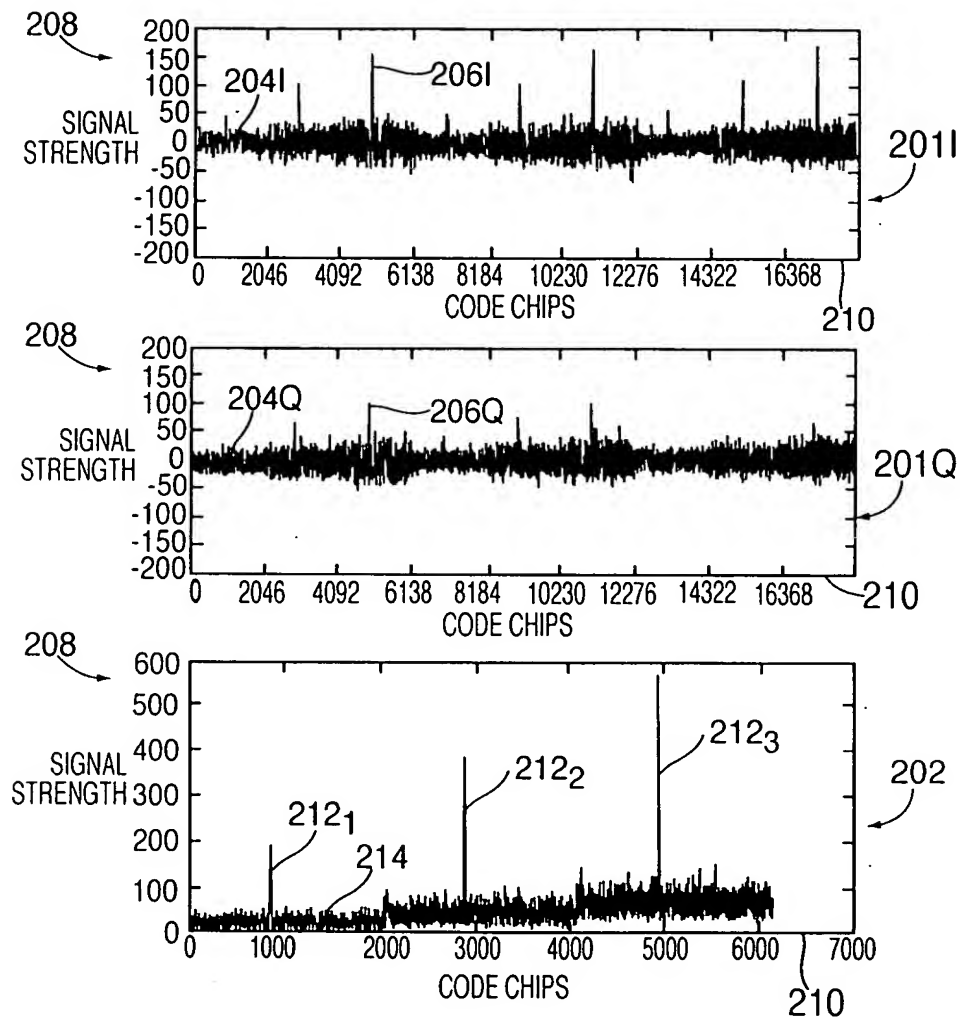 208
200
150
100
50
0
-50
-100
-150
-200
SIGNAL
STRENGTH
204I
206I
201I
0 2046 4092 6138 8184 10230 12276 14322 16368
CODE CHIPS
210
208
200
150
100
50
0
-50
-100
-150
-200
SIGNAL
STRENGTH
204Q
206Q
201Q
0 2046 4092 6138 8184 10230 12276 14322 16368
CODE CHIPS
210
208
600
500
400
300
200
100
0
SIGNAL
STRENGTH
212₁
214
212₂
212₃
202
0 1000 2000 3000 4000 5000 6000 7000
CODE CHIPS
210